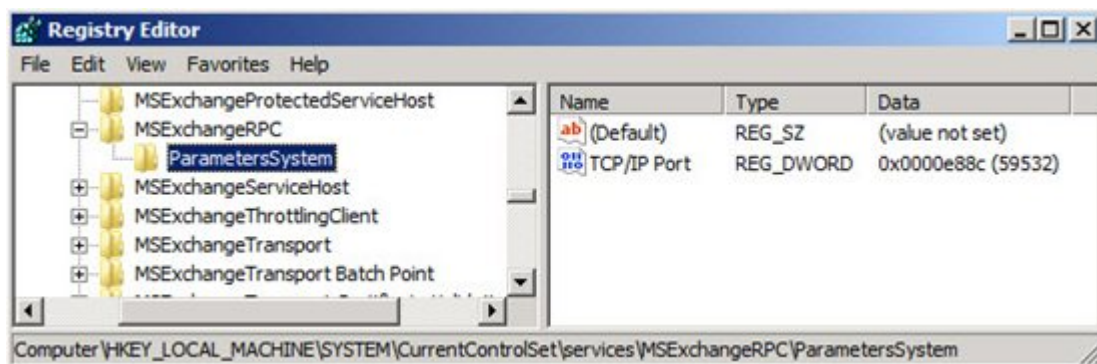 Registry Editor
File Edit View Favorites Help
MSExchangeProtectedServiceHost
MSExchangeRPC
ParametersSystem
MSExchangeServiceHost
MSExchangeThrottlingClient
MSExchangeTransport
MSExchangeTransport Batch Point
Name Type Data
ab (Default) REG_SZ (value not set)
TCP/IP Port REG_DWORD 0x0000e88c (59532)
Computer\HKEY_LOCAL_MACHINE\SYSTEM\CurrentControlSet\services\MSExchangeRPC\ParametersSystem